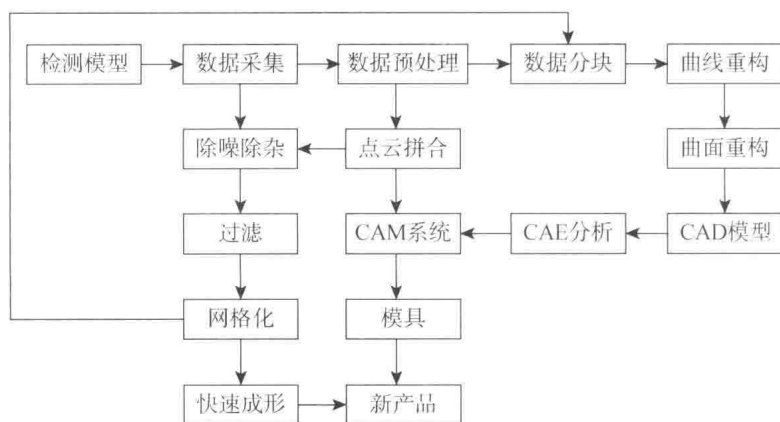 检测模型
数据采集
数据预处理
数据分块
曲线重构
除噪除杂
点云拼合
曲面重构
过滤
CAM系统
CAE分析
CAD模型
网格化
模具
快速成形
新产品